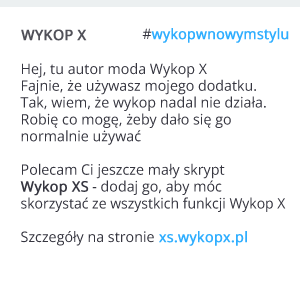 WYKOP X #wykopwnowymstylu
Hej, tu autor moda Wykop X
Fajnie, że używasz mojego dodatku.
Tak, wiem, że wykop nadal nie działa.
Robię co mogę, żeby dało się go
normalnie używać
Polecam Ci jeszcze mały skrypt
Wykop XS - dodaj go, aby móc
skorzystać ze wszystkich funkcji Wykop X
Szczegóły na stronie xs.wykopx.pl